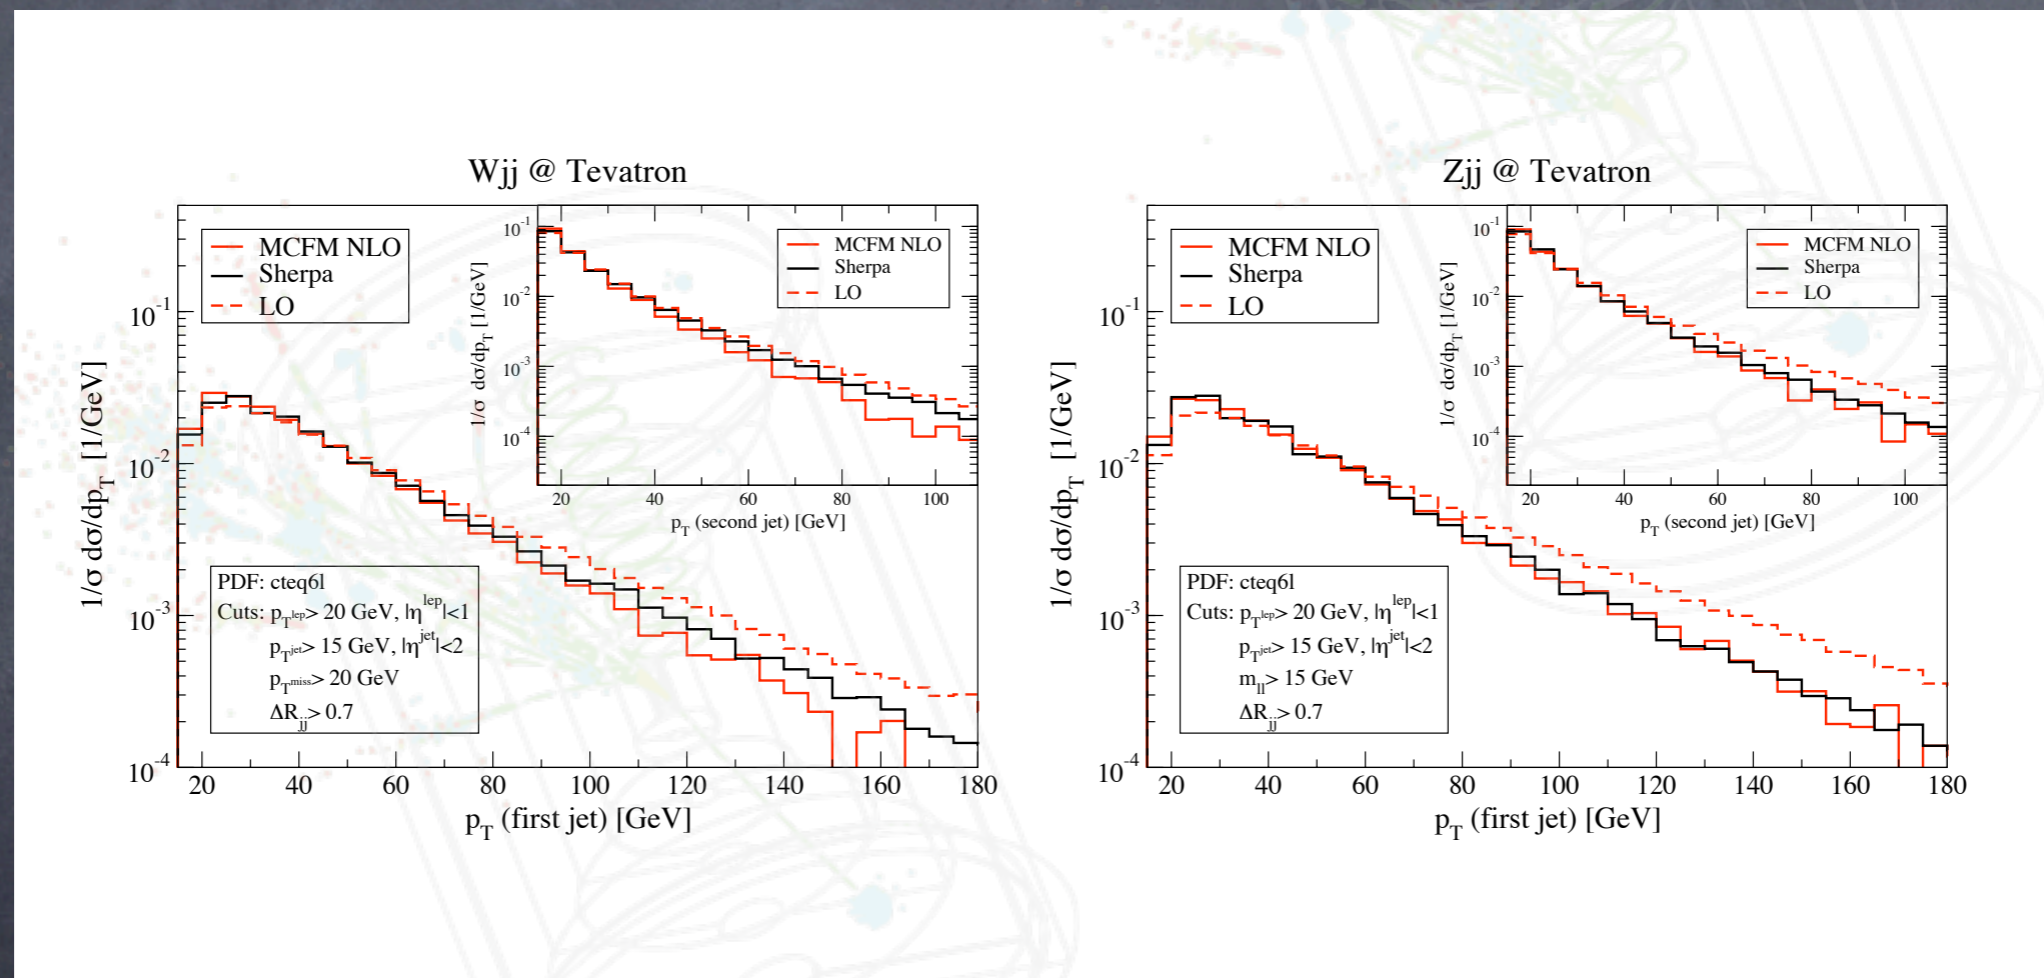 Wjj @ Tevatron
MCFM NLO
Sherpa
LO
1/σ dσ/dp_T [1/GeV]
10^-1
10^-2
10^-3
10^-4
20 40 60 80 100 120 140 160 180
p_T (first jet) [GeV]
PDF: cteq6l
Cuts: p_T^lep > 20 GeV, |η^lep|<1
p_T^jet > 15 GeV, |η^jet|<2
p_T^miss > 20 GeV
ΔR_jj > 0.7
MCFM NLO
Sherpa
LO
1/σ dσ/dp_T [1/GeV]
10^-1
10^-2
10^-3
10^-4
20 40 60 80 100
p_T (second jet) [GeV]
Zjj @ Tevatron
MCFM NLO
Sherpa
LO
1/σ dσ/dp_T [1/GeV]
10^-1
10^-2
10^-3
10^-4
20 40 60 80 100 120 140 160 180
p_T (first jet) [GeV]
PDF: cteq6l
Cuts: p_T^lep > 20 GeV, |η^lep|<1
p_T^jet > 15 GeV, |η^jet|<2
m_ll > 15 GeV
ΔR_jj > 0.7
MCFM NLO
Sherpa
LO
1/σ dσ/dp_T [1/GeV]
10^-1
10^-2
10^-3
10^-4
20 40 60 80 100
p_T (second jet) [GeV]